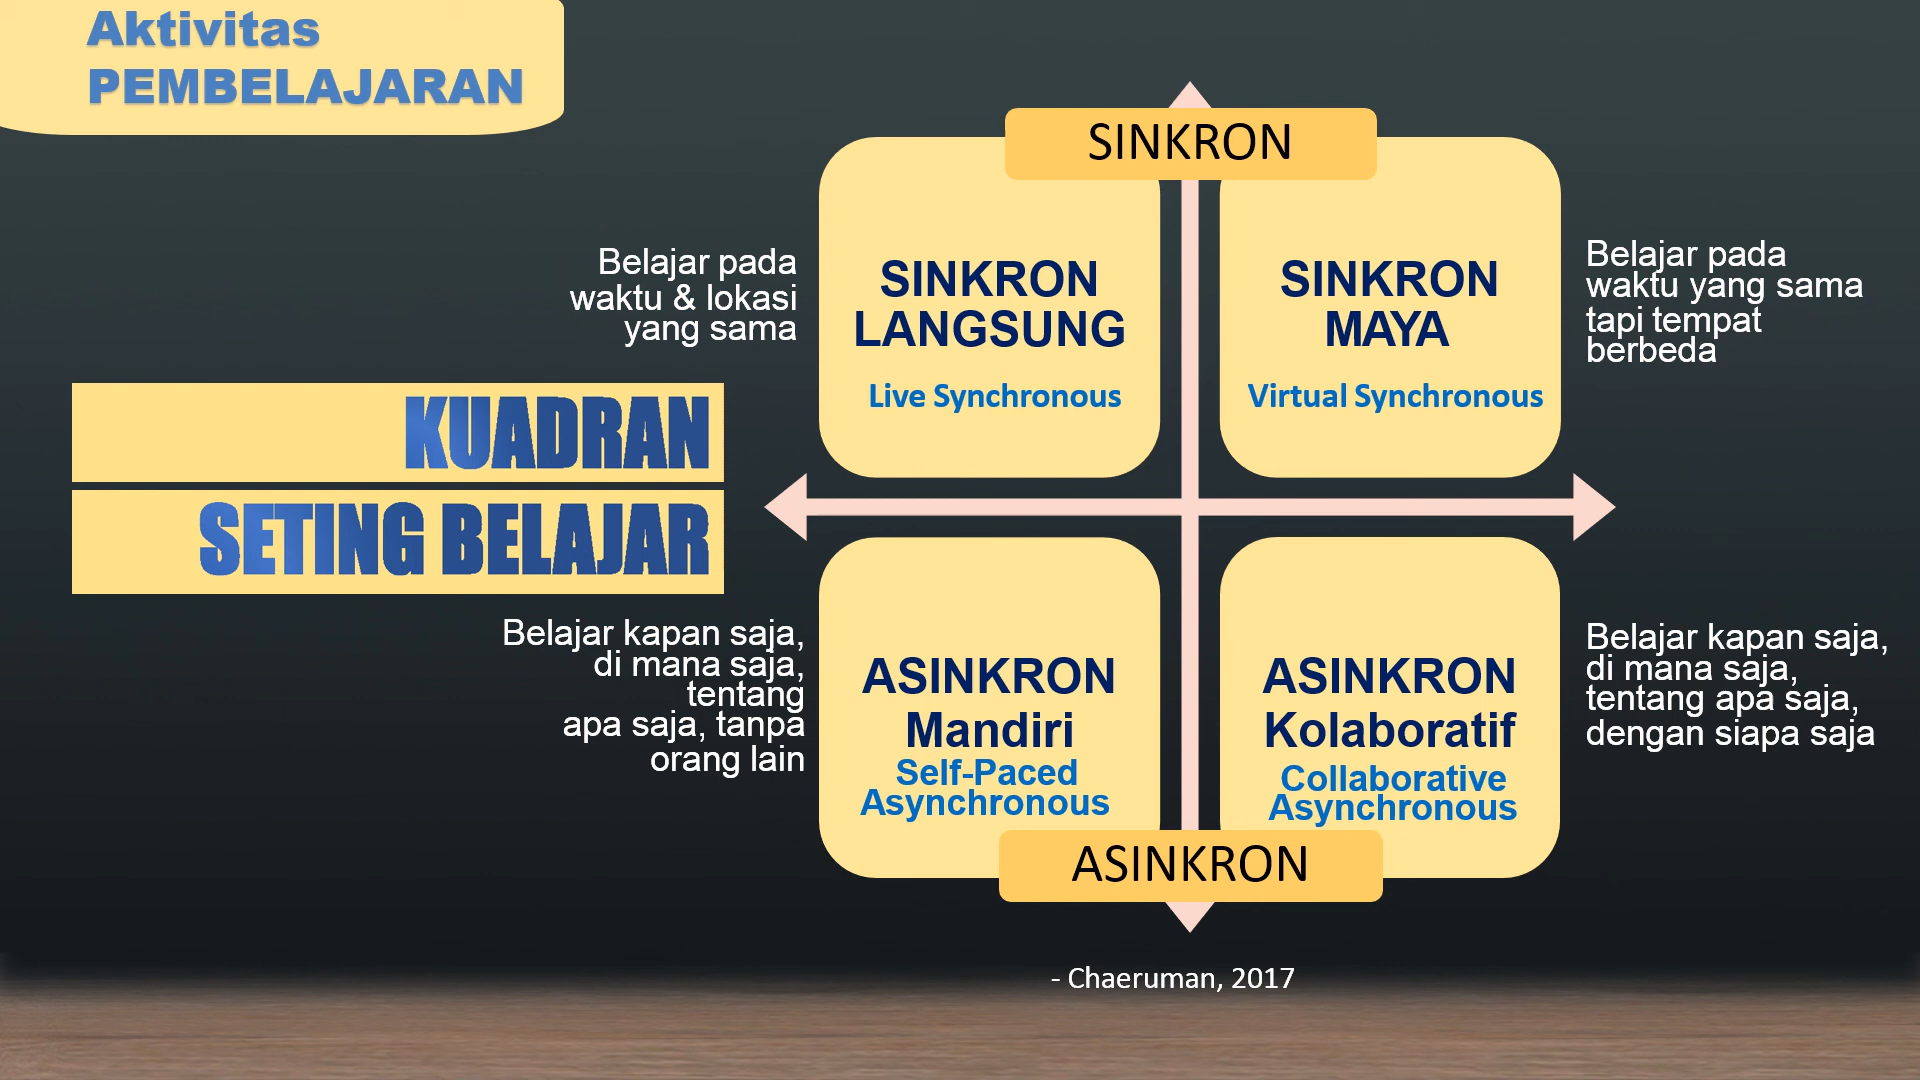 Aktivitas
PEMBELAJARAN
SINKRON
Belajar pada
waktu & lokasi
yang sama
SINKRON
LANGSUNG
Live Synchronous
SINKRON
MAYA
Virtual Synchronous
Belajar pada
waktu yang sama
tapi tempat
berbeda
KUADRAN
SETING BELAJAR
Belajar kapan saja,
di mana saja,
tentang
apa saja, tanpa
orang lain
ASINKRON
Mandiri
Self-Paced
Asynchronous
ASINKRON
Kolaboratif
Collaborative
Asynchronous
Belajar kapan saja,
di mana saja,
tentang apa saja,
dengan siapa saja
ASINKRON
- Chaeruman, 2017